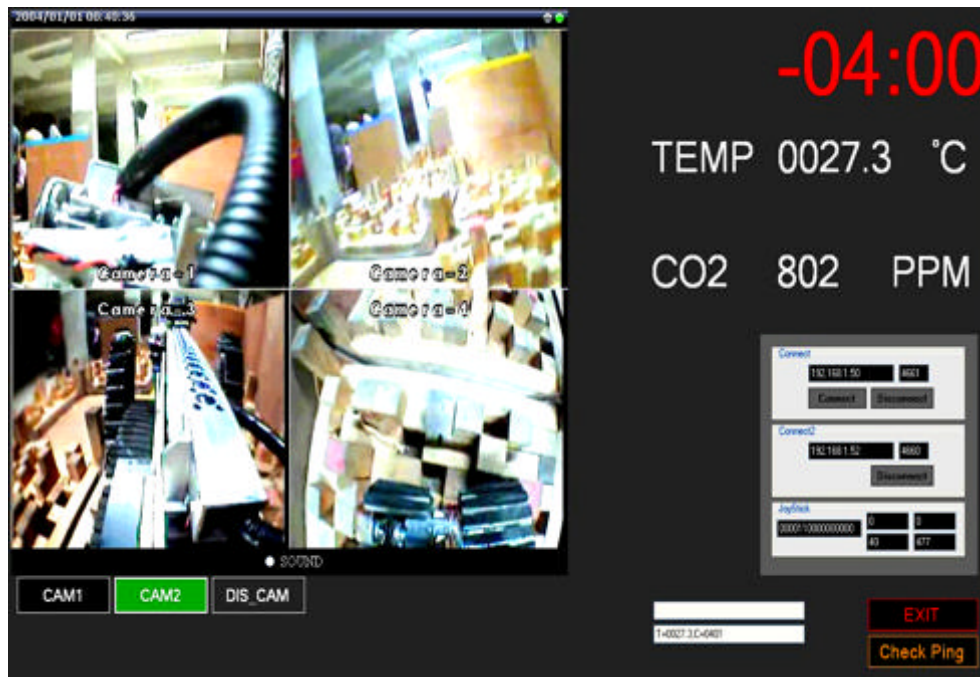 2004/01/01 00:40:36
Camera-1
Camera-2
Camera-3
Camera-4
SOUND
CAM1 CAM2 DIS_CAM
-04:00
TEMP 0027.3 °C
CO2 802 PPM
Connect
192.168.1.50 4661
Connect Disconnect
Connect2
192.168.1.52 4660
Disconnect
JoyStick
0 0
40 477
T=0027.3,C=0401
EXIT
Check Ping